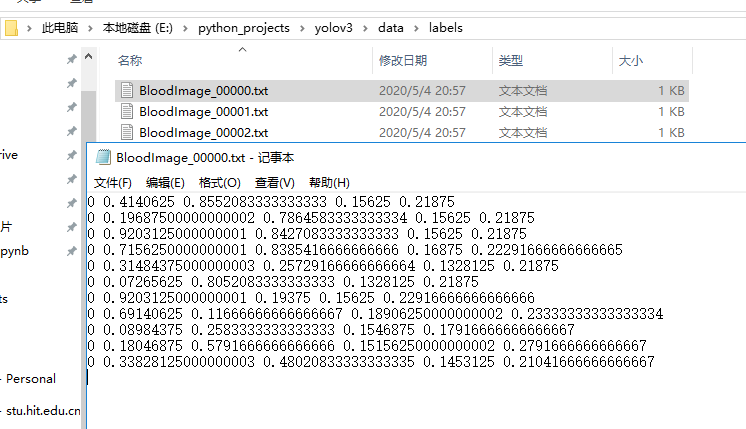 此电脑 › 本地磁盘 (E:) › python_projects › yolov3 › data › labels
名称 修改日期 类型 大小
BloodImage_00000.txt 2020/5/4 20:57 文本文档 1 KB
BloodImage_00001.txt 2020/5/4 20:57 文本文档 1 KB
BloodImage_00002.txt 2020/5/4 20:57 文本文档 1 KB
rive
片
pynb
ts
- Personal
- stu.hit.edu.cn
BloodImage_00000.txt - 记事本
文件(F) 编辑(E) 格式(O) 查看(V) 帮助(H)
0 0.4140625 0.8552083333333333 0.15625 0.21875
0 0.19687500000000002 0.7864583333333334 0.15625 0.21875
0 0.9203125000000001 0.8427083333333333 0.15625 0.21875
0 0.7156250000000001 0.8385416666666666 0.16875 0.22291666666666665
0 0.31484375000000003 0.25729166666666664 0.1328125 0.21875
0 0.07265625 0.8052083333333333 0.1328125 0.21875
0 0.9203125000000001 0.19375 0.15625 0.22916666666666666
0 0.69140625 0.11666666666666667 0.18906250000000002 0.23333333333333334
0 0.08984375 0.2583333333333333 0.1546875 0.17916666666666667
0 0.18046875 0.5791666666666666 0.15156250000000002 0.2791666666666667
0 0.33828125000000003 0.48020833333333335 0.1453125 0.21041666666666667